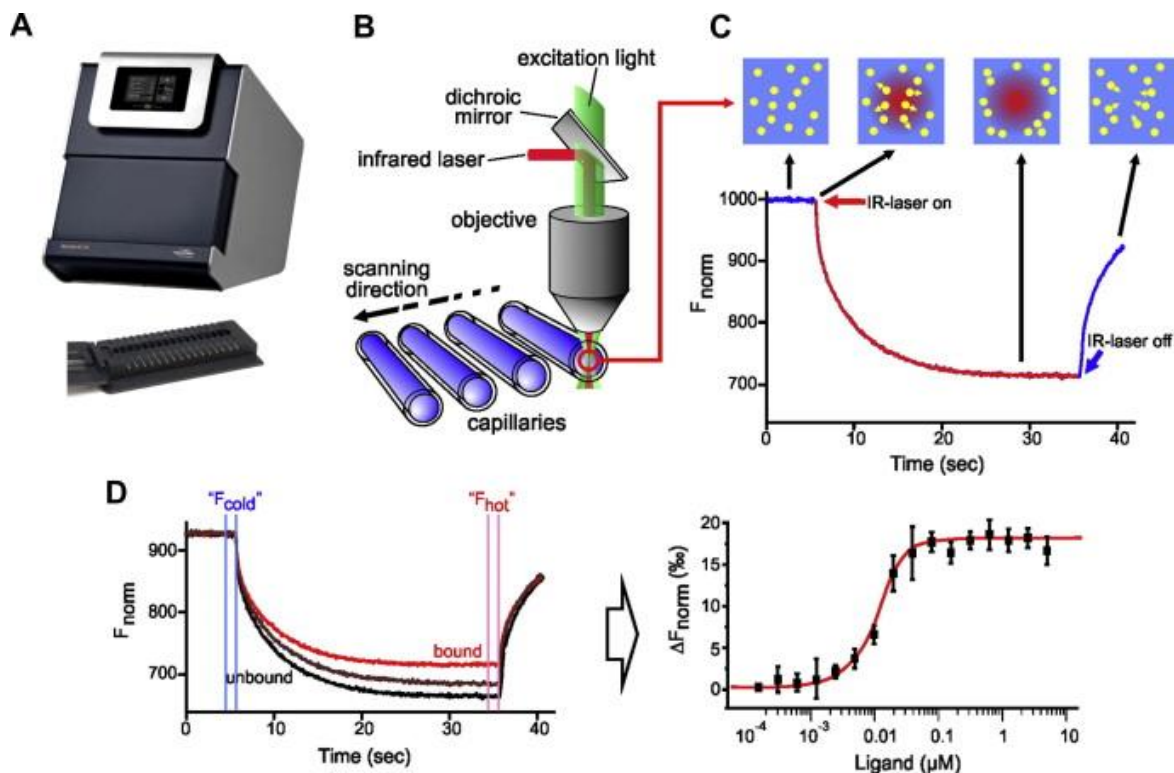 A
B
excitation light
dichroic
mirror
infrared laser
objective
scanning
direction
capillaries
C
1000
900
800
700
F norm
IR-laser on
IR-laser off
0
10
20
30
40
Time (sec)
D
"Fcold"
"Fhot"
900
800
700
Fnorm
bound
unbound
0
10
20
30
40
Time (sec)
20
15
10
5
0
ΔFnorm (‰)
10⁻⁴
10⁻³
0.01
0.1
1
10
Ligand (µM)